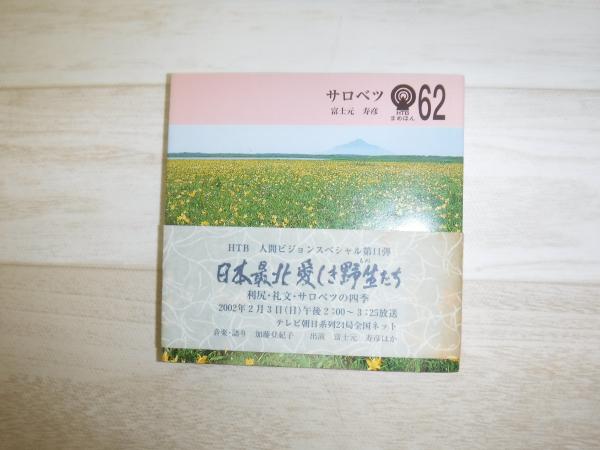 サロベツ
富士元 寿彦
HTB
まめほん
62
HTB 人間ビジョンスペシャル第11弾
日本最北 愛しき野生たち
もの
利尻・礼文・サロベツの四季
2002年2月3日(日)午後2:00〜3:25放送
テレビ朝日系列24局全国ネット
音楽・語り 加藤登紀子 出演 富士元 寿彦ほか